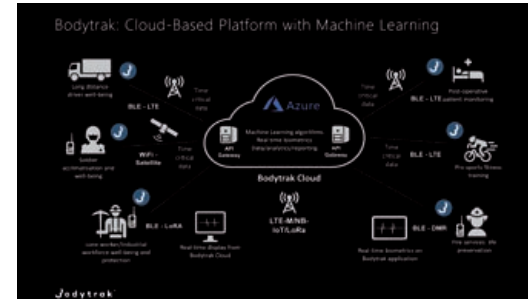 Bodytrak: Cloud-Based Platform with Machine Learning
Long distance
driver well-being
BLE - LTE
Time
critical
data
Azure
Machine Learning algorithms
Real-time biometrics
Data/analytics/reporting
API
Gateway
API
Gateway
Bodytrak Cloud
Time
critical
data
BLE - LTE
Post-operative
patient monitoring
Soldier
acclimatisation and
well-being
WiFi -
Satellite
Time
critical
data
Time
critical
data
BLE - LTE
Pro sports fitness
training
Lone worker/industrial
workforce well-being and
protection
BLE - LoRA
Real-time display from
Bodytrak Cloud
LTE-M/NB-
IoT/LoRa
Real-time biometrics on
Bodytrak application
BLE - DMR
Fire services life
preservation
Bodytrak